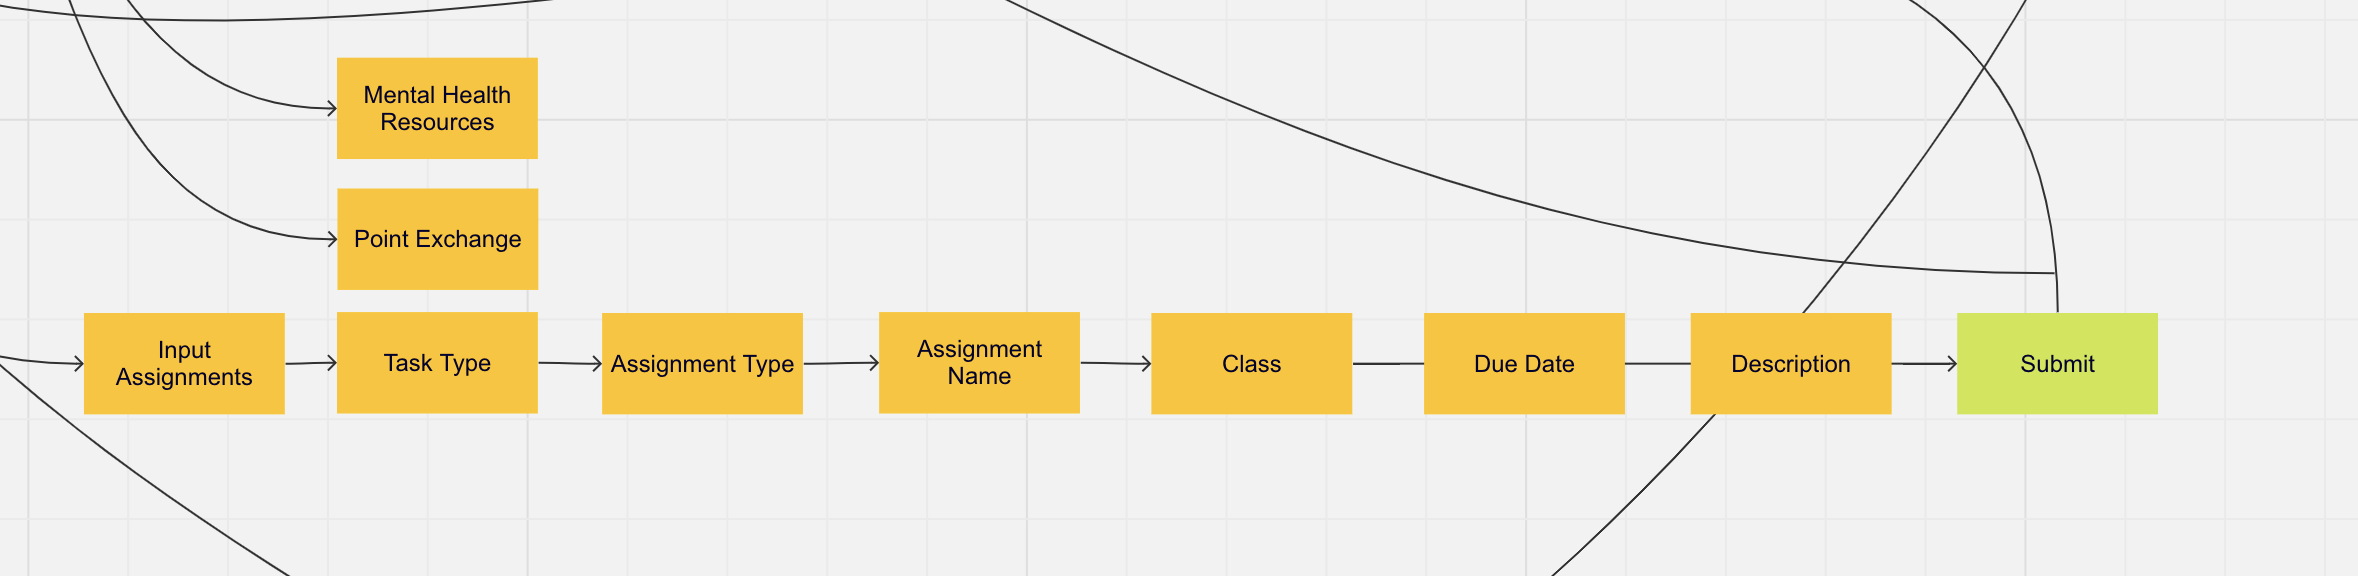 Mental Health
Resources
Point Exchange
Input
Assignments
Task Type
Assignment Type
Assignment
Name
Class
Due Date
Description
Submit